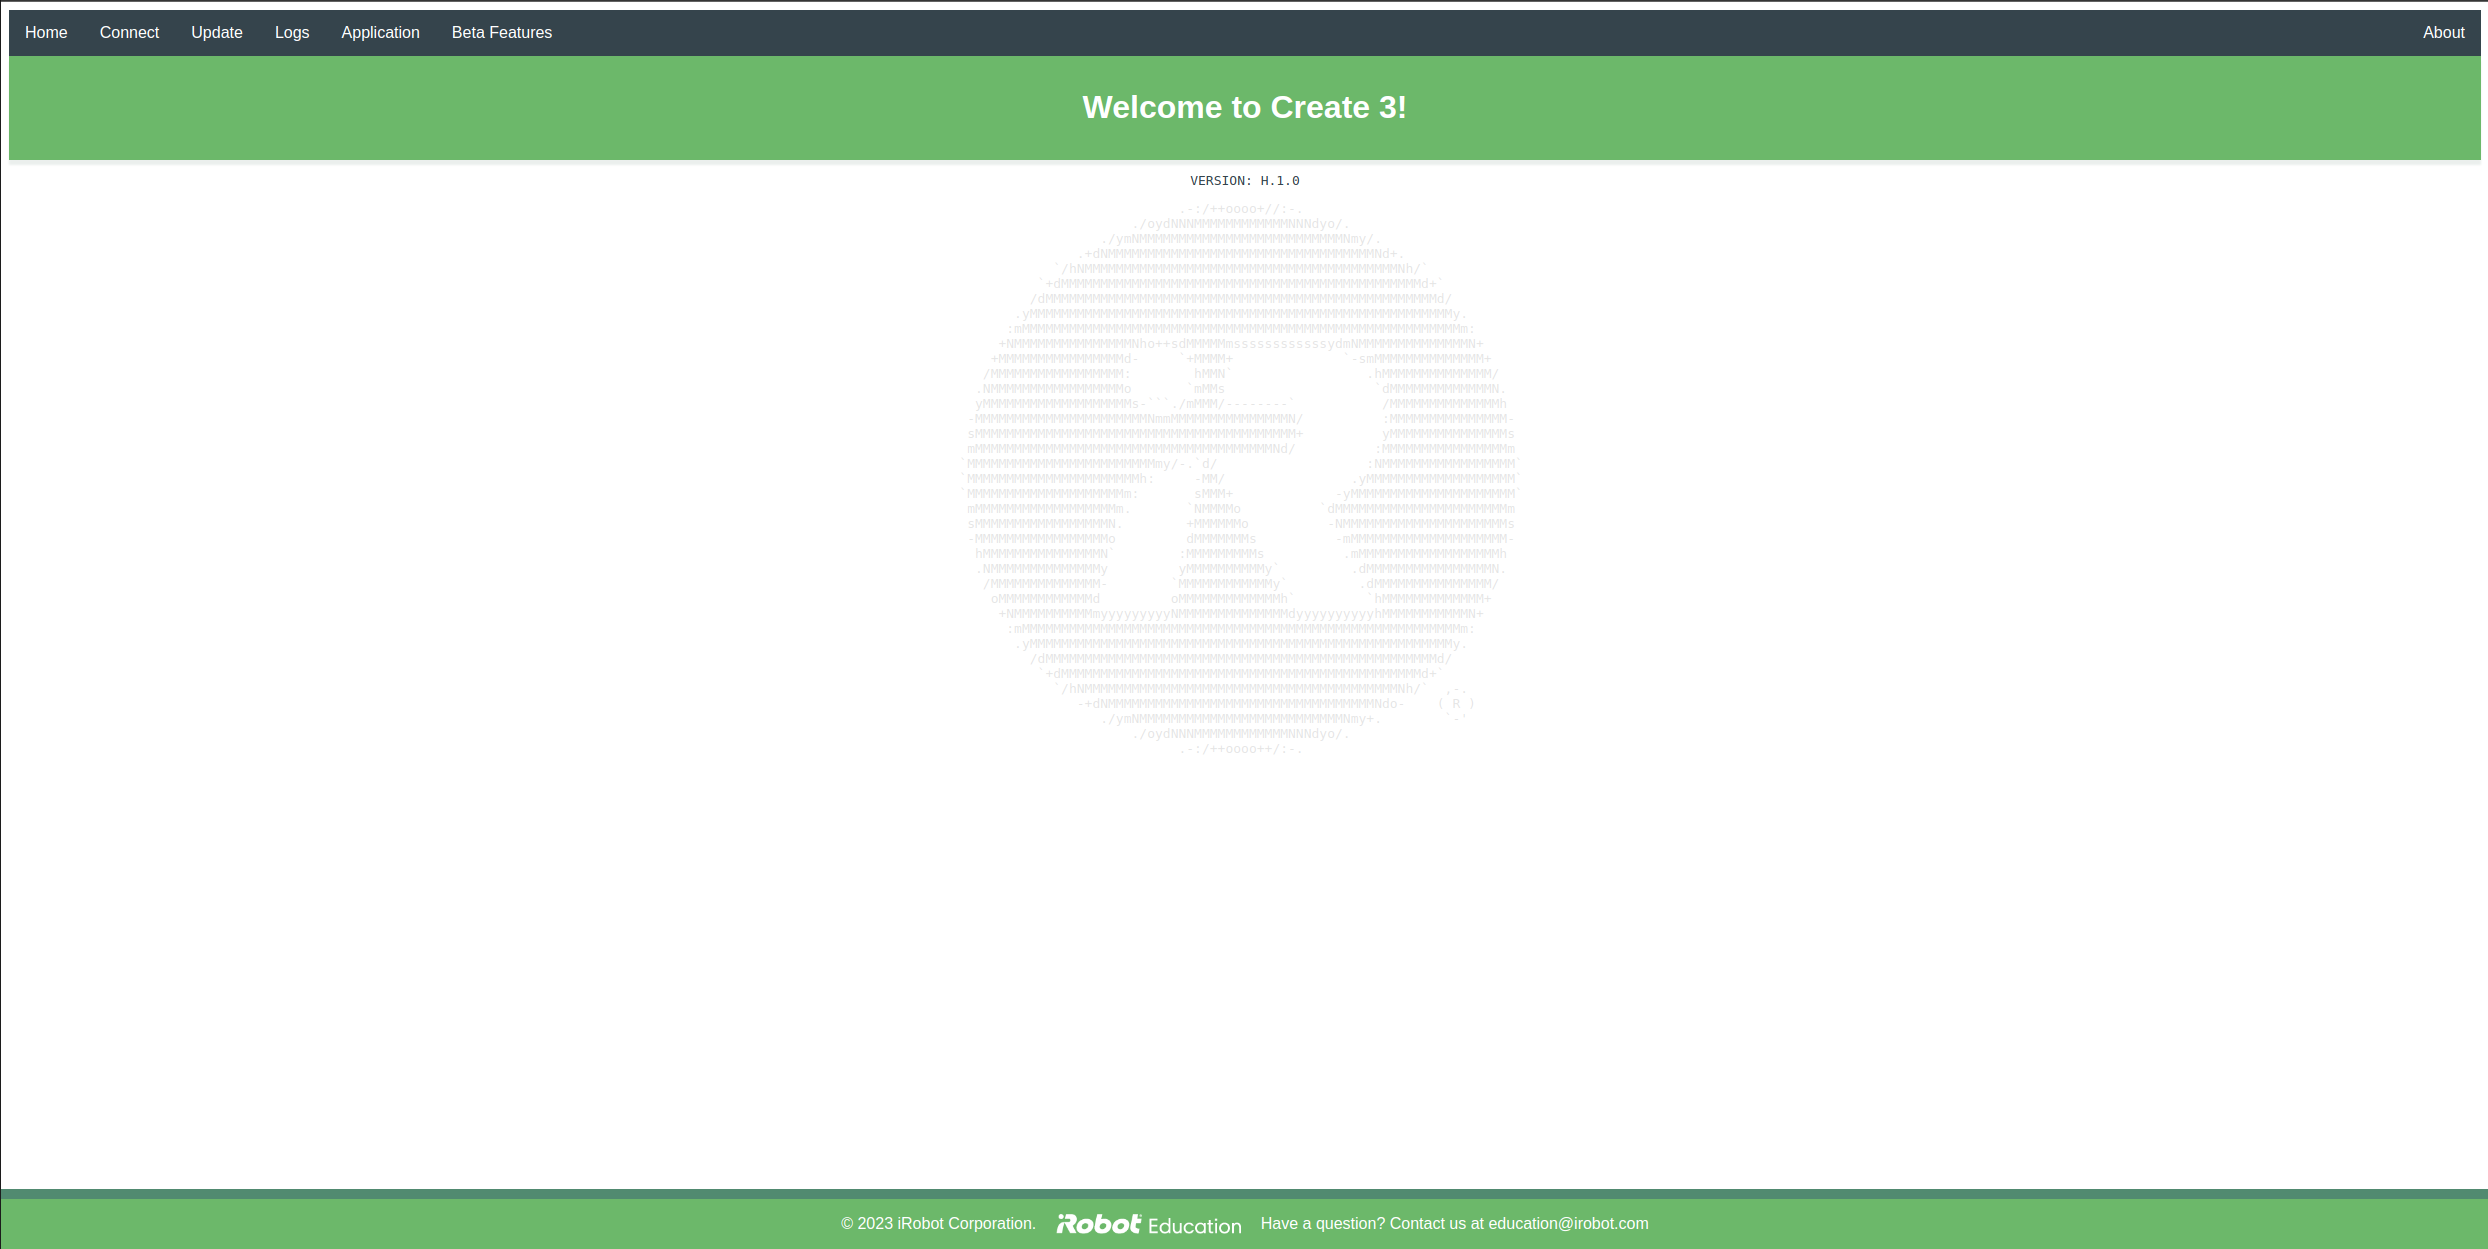 Home Connect Update Logs Application Beta Features About
Welcome to Create 3!
VERSION: H.1.0
( R )
© 2023 iRobot Corporation. iRobot Education Have a question? Contact us at education@irobot.com